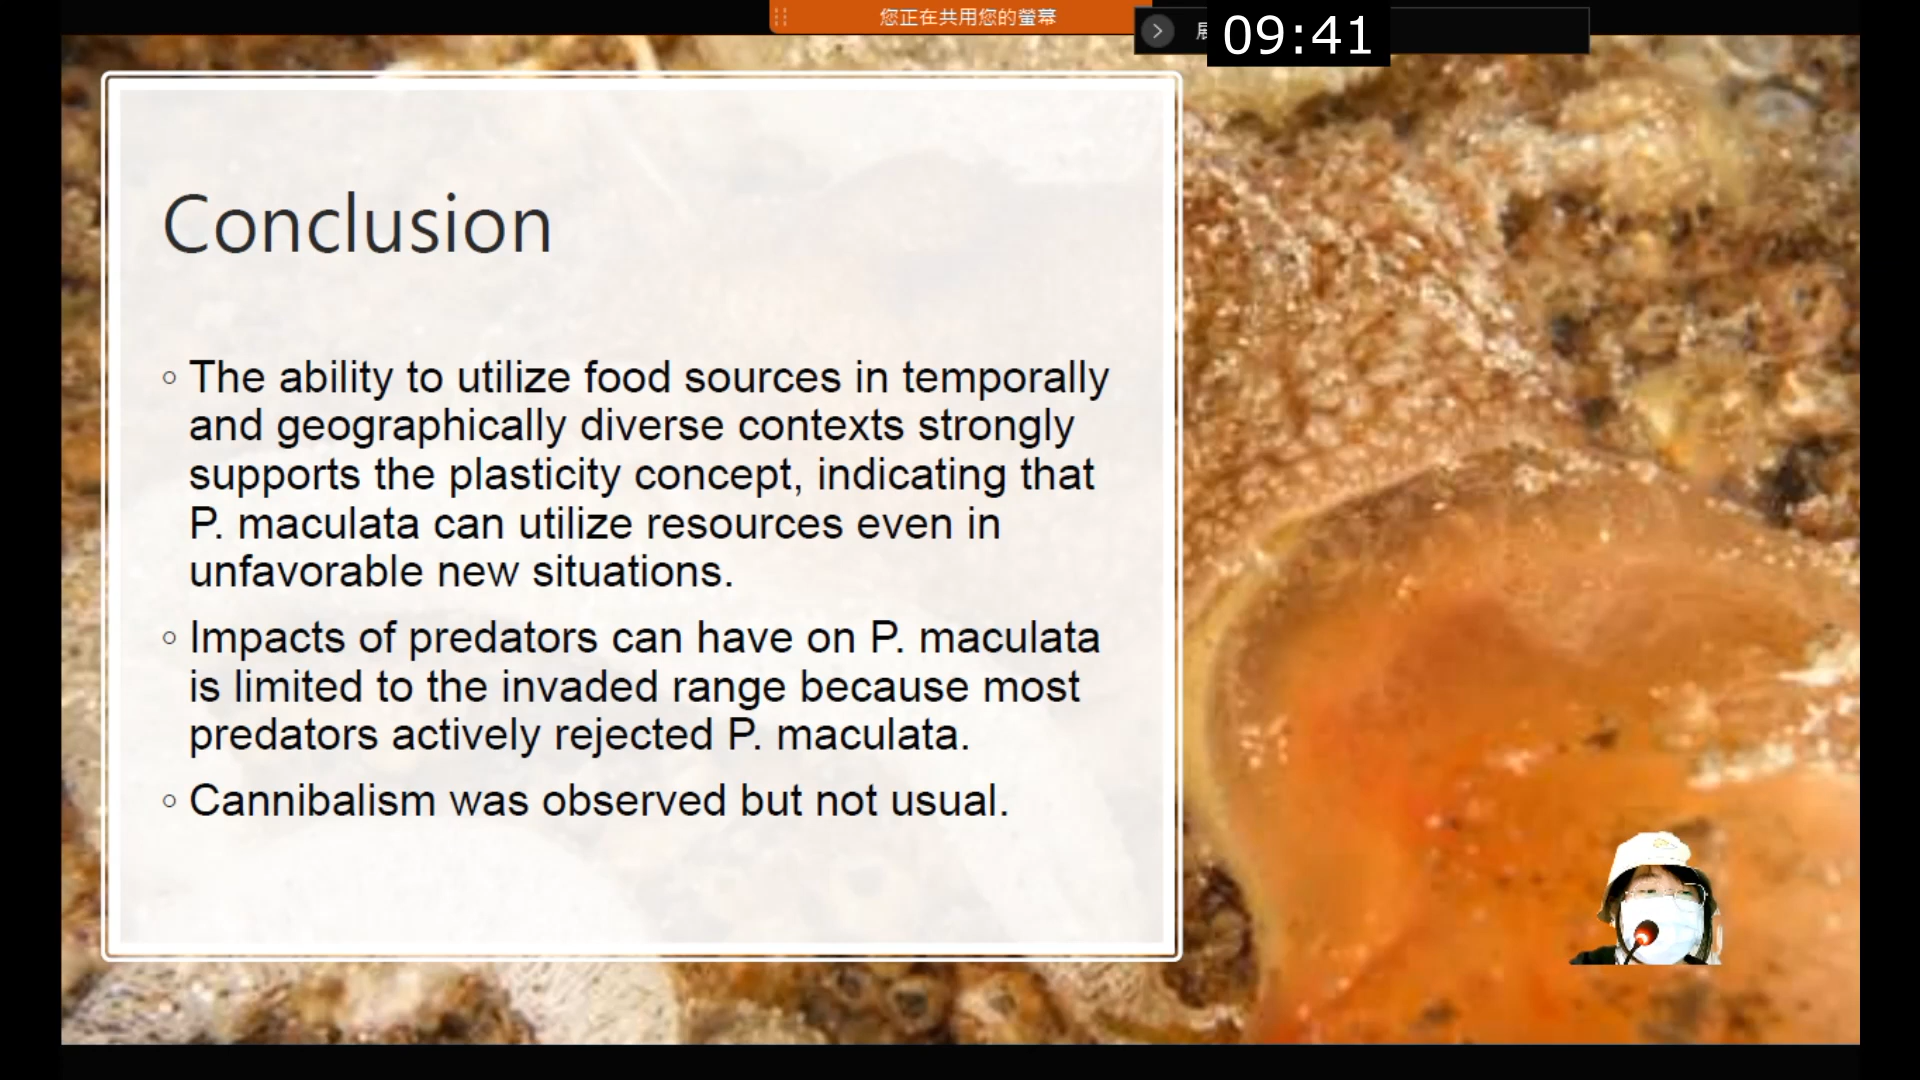 您正在共用您的螢幕
09:41
Conclusion
The ability to utilize food sources in temporally
and geographically diverse contexts strongly
supports the plasticity concept, indicating that
P. maculata can utilize resources even in
unfavorable new situations.
Impacts of predators can have on P. maculata
is limited to the invaded range because most
predators actively rejected P. maculata.
Cannibalism was observed but not usual.